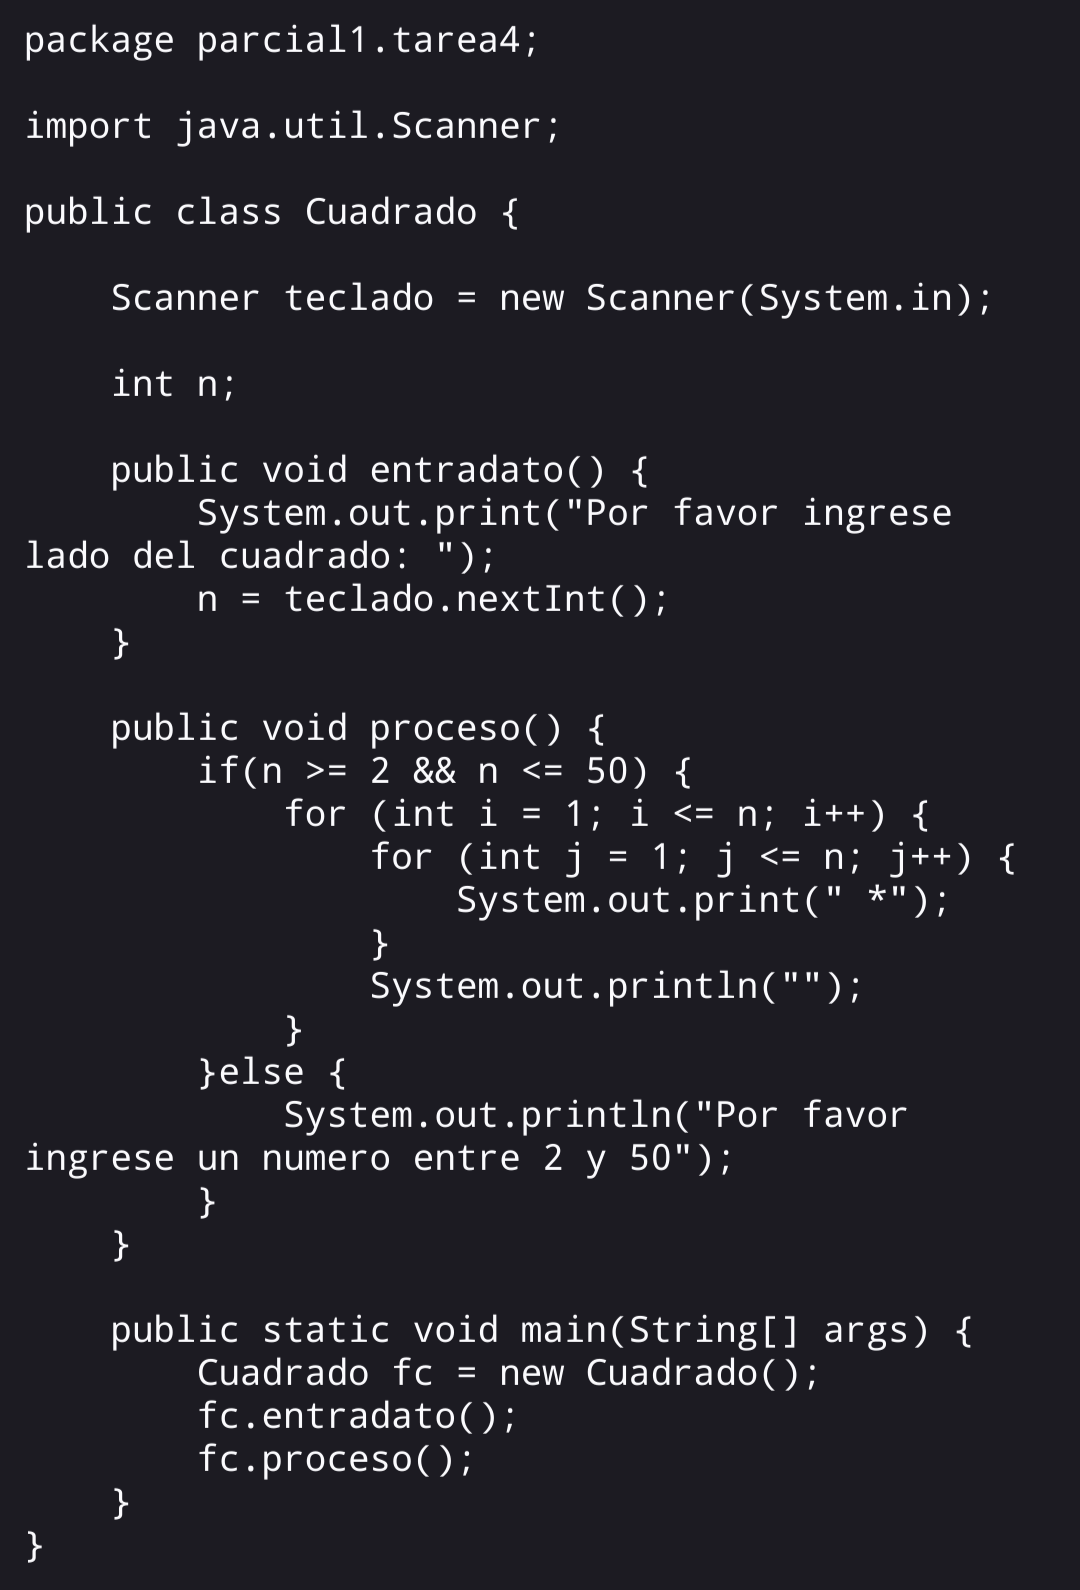 package parcial1.tarea4;

import java.util.Scanner;

public class Cuadrado {

    Scanner teclado = new Scanner(System.in);

    int n;

    public void entradato() {
        System.out.print("Por favor ingrese
lado del cuadrado: ");
        n = teclado.nextInt();
    }

    public void proceso() {
        if(n >= 2 && n <= 50) {
            for (int i = 1; i <= n; i++) {
                for (int j = 1; j <= n; j++) {
                    System.out.print(" *");
                }
                System.out.println("");
            }
        }else {
            System.out.println("Por favor
ingrese un numero entre 2 y 50");
        }
    }

    public static void main(String[] args) {
        Cuadrado fc = new Cuadrado();
        fc.entradato();
        fc.proceso();
    }
}